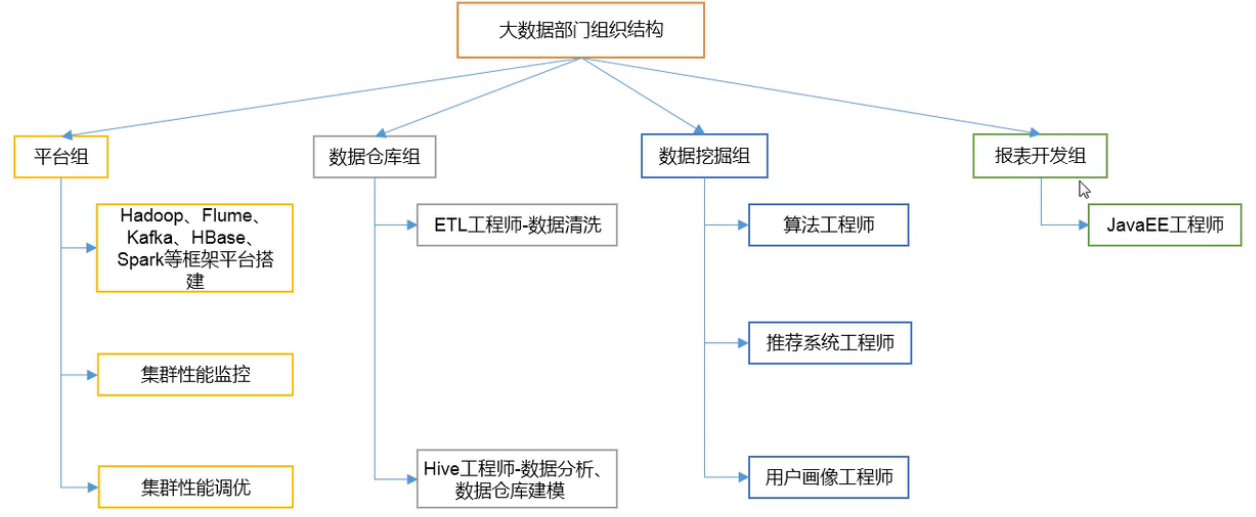 大数据部门组织结构
平台组
数据仓库组
数据挖掘组
报表开发组
Hadoop、Flume、
Kafka、HBase、
Spark等框架平台搭
建
ETL工程师-数据清洗
算法工程师
JavaEE工程师
推荐系统工程师
集群性能监控
Hive工程师-数据分析、
数据仓库建模
用户画像工程师
集群性能调优